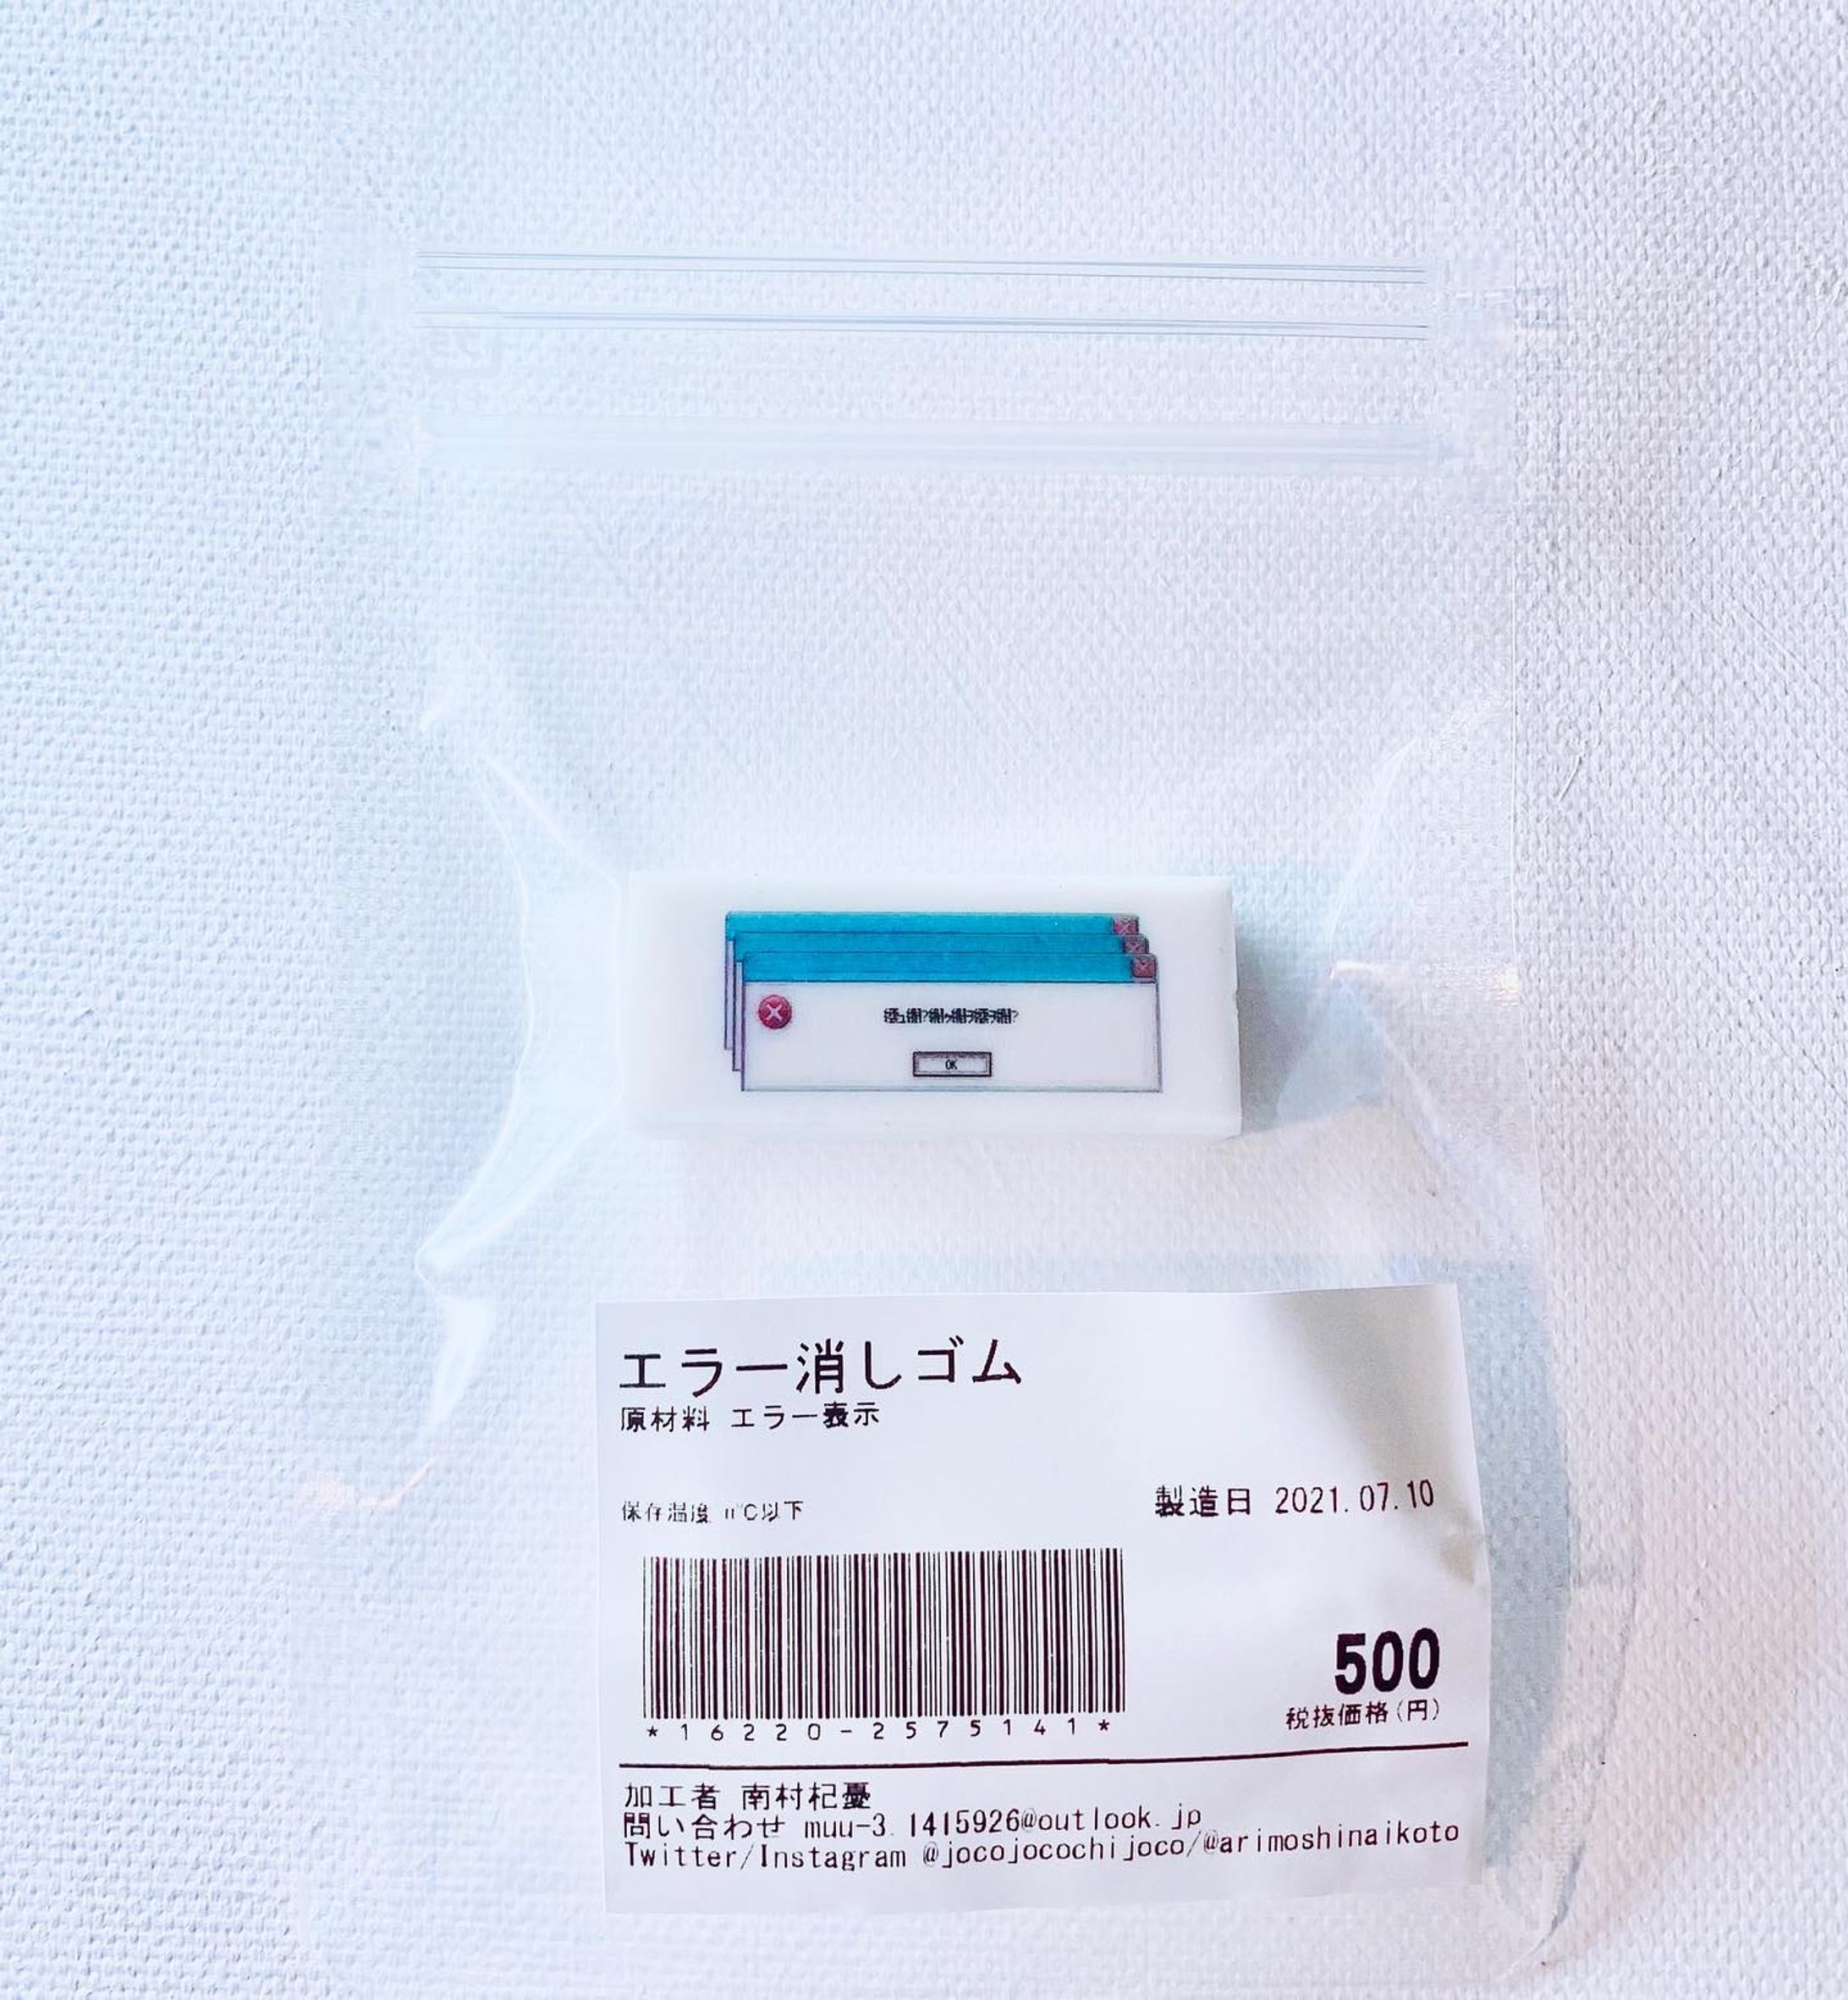 OK
エラー消しゴム
原材料 エラー表示
保存温度 n°C以下
製造日 2021.07.10
*16220-2575141*
500
税抜価格(円)
加工者 南村杞憂
問い合わせ muu-3.1415926@outlook.jp
Twitter/Instagram @jocojocochijoco/@arimoshinaikoto